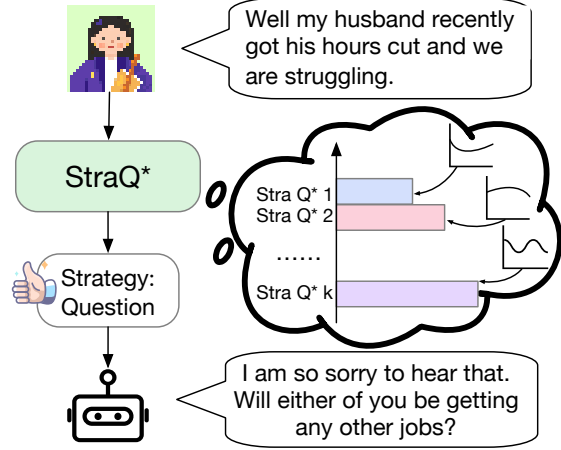 Well my husband recently
got his hours cut and we
are struggling.
StraQ*
Stra Q* 1
Stra Q* 2
......
Stra Q* k
Strategy:
Question
I am so sorry to hear that.
Will either of you be getting
any other jobs?